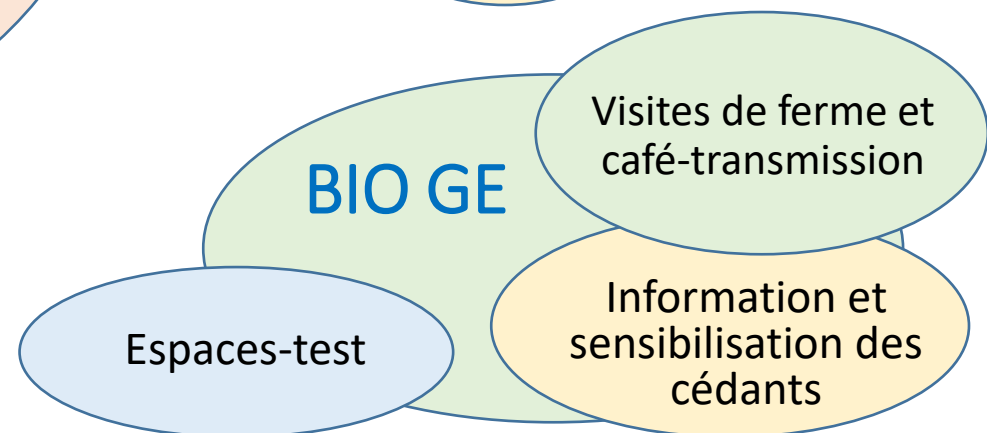 Visites de ferme et
café-transmission
BIO GE
Information et
sensibilisation des
cédants
Espaces-test